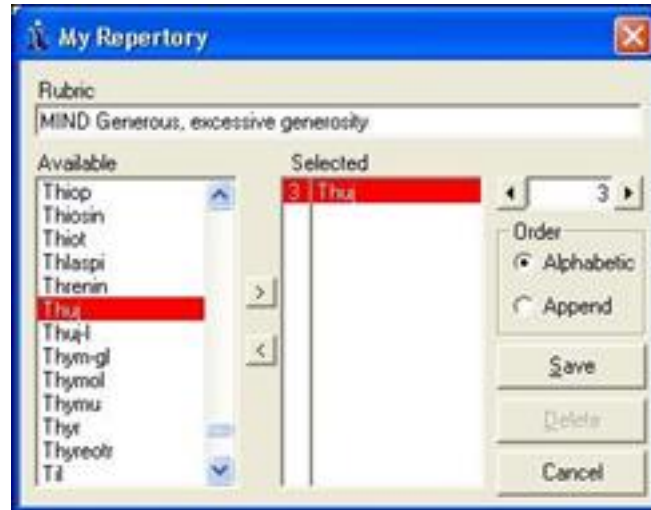 My Repertory
Rubric
MIND Generous, excessive generosity
Available
Thiop
Thiosin
Thiot
Thlaspi
Threnin
Thuj
Thuj-l
Thym-gl
Thymol
Thymu
Thyr
Thyreotr
Til
>
<
Selected
3 Thuj
3
Order
Alphabetic
Append
Save
Delete
Cancel